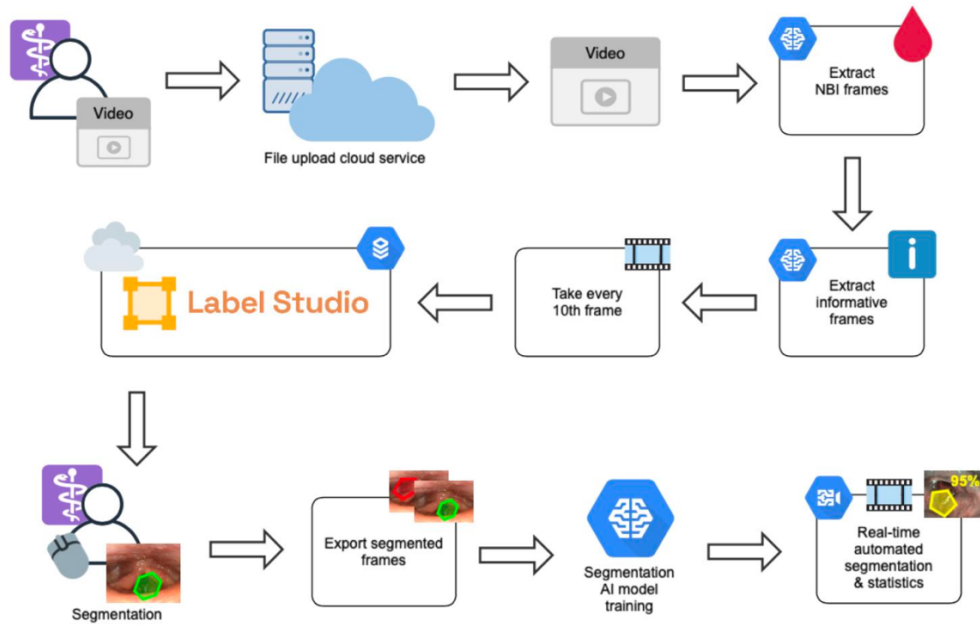 Video
File upload cloud service
Video
Extract
NBI frames
Extract
informative
frames
i
Take every
10th frame
Label Studio
Segmentation
Export segmented
frames
Segmentation
AI model
training
95%
Real-time
automated
segmentation
& statistics